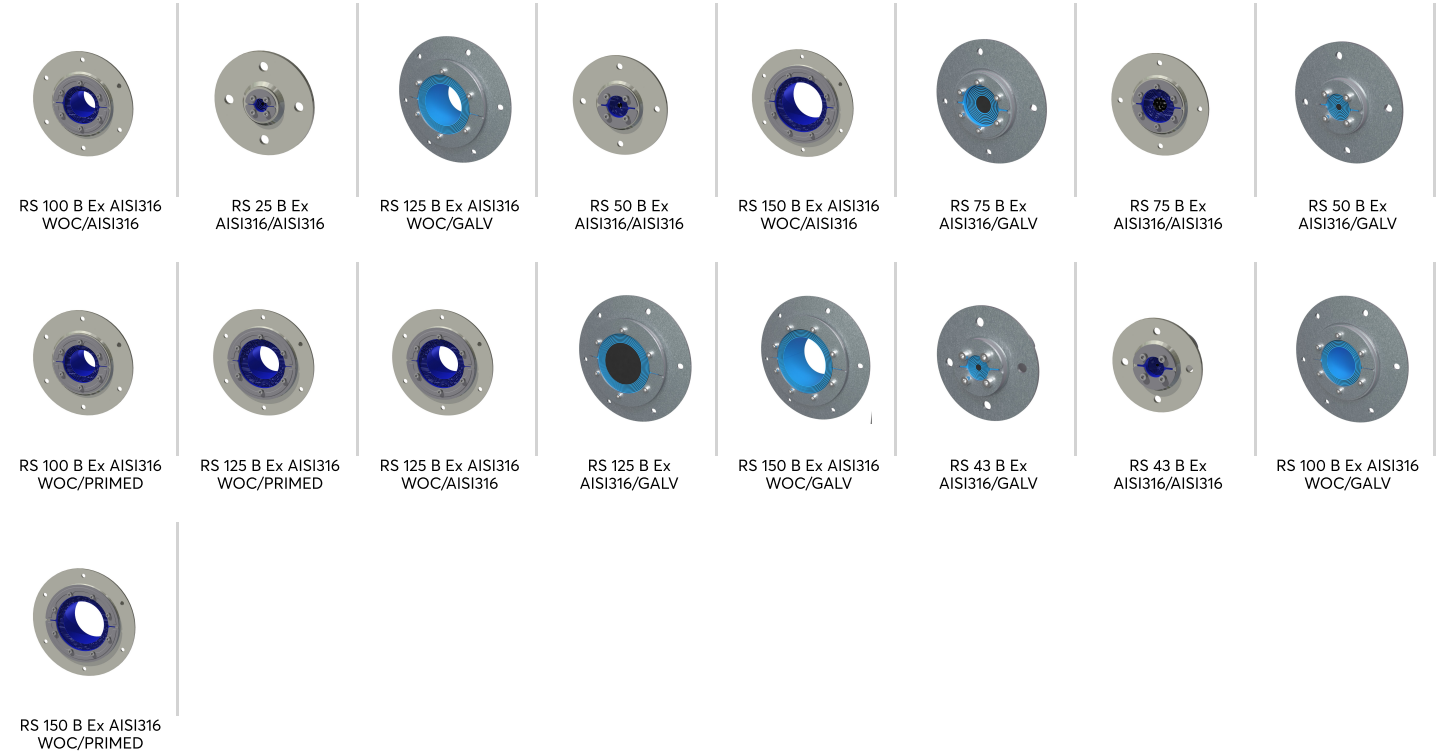 RS 100 B Ex AISI316
WOC/AISI316
RS 25 B Ex
AISI316/AISI316
RS 125 B Ex AISI316
WOC/GALV
RS 50 B Ex
AISI316/AISI316
RS 150 B Ex AISI316
WOC/AISI316
RS 75 B Ex
AISI316/GALV
RS 75 B Ex
AISI316/AISI316
RS 50 B Ex
AISI316/GALV
RS 100 B Ex AISI316
WOC/PRIMED
RS 125 B Ex AISI316
WOC/PRIMED
RS 125 B Ex AISI316
WOC/AISI316
RS 125 B Ex
AISI316/GALV
RS 150 B Ex AISI316
WOC/GALV
RS 43 B Ex
AISI316/GALV
RS 43 B Ex
AISI316/AISI316
RS 100 B Ex AISI316
WOC/GALV
RS 150 B Ex AISI316
WOC/PRIMED